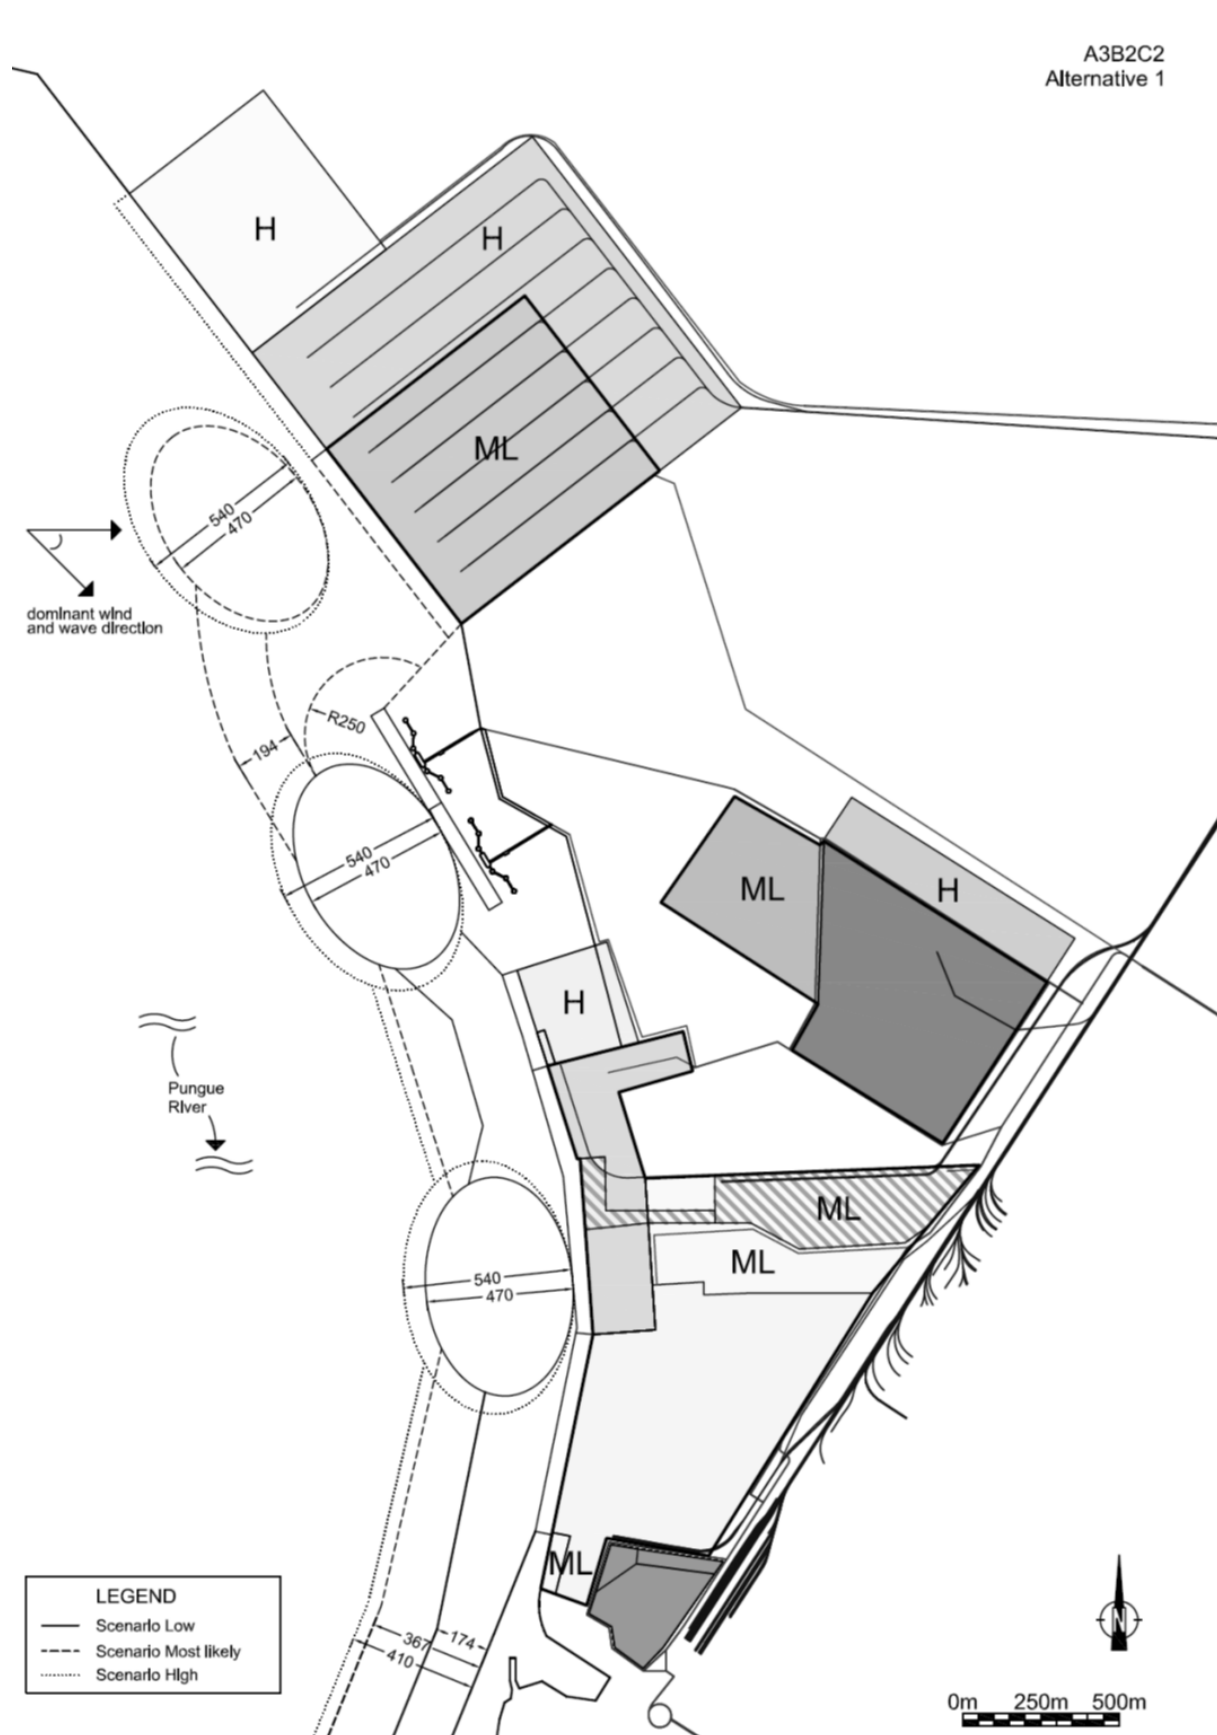 A3B2C2
Alternative 1
H
H
ML
540
470
dominant wind
and wave direction
R250
194
540
470
ML
H
H
Pungue
River
ML
ML
540
470
ML
LEGEND
Scenario Low
Scenario Most likely
Scenario High
367
174
410
N
0m 250m 500m